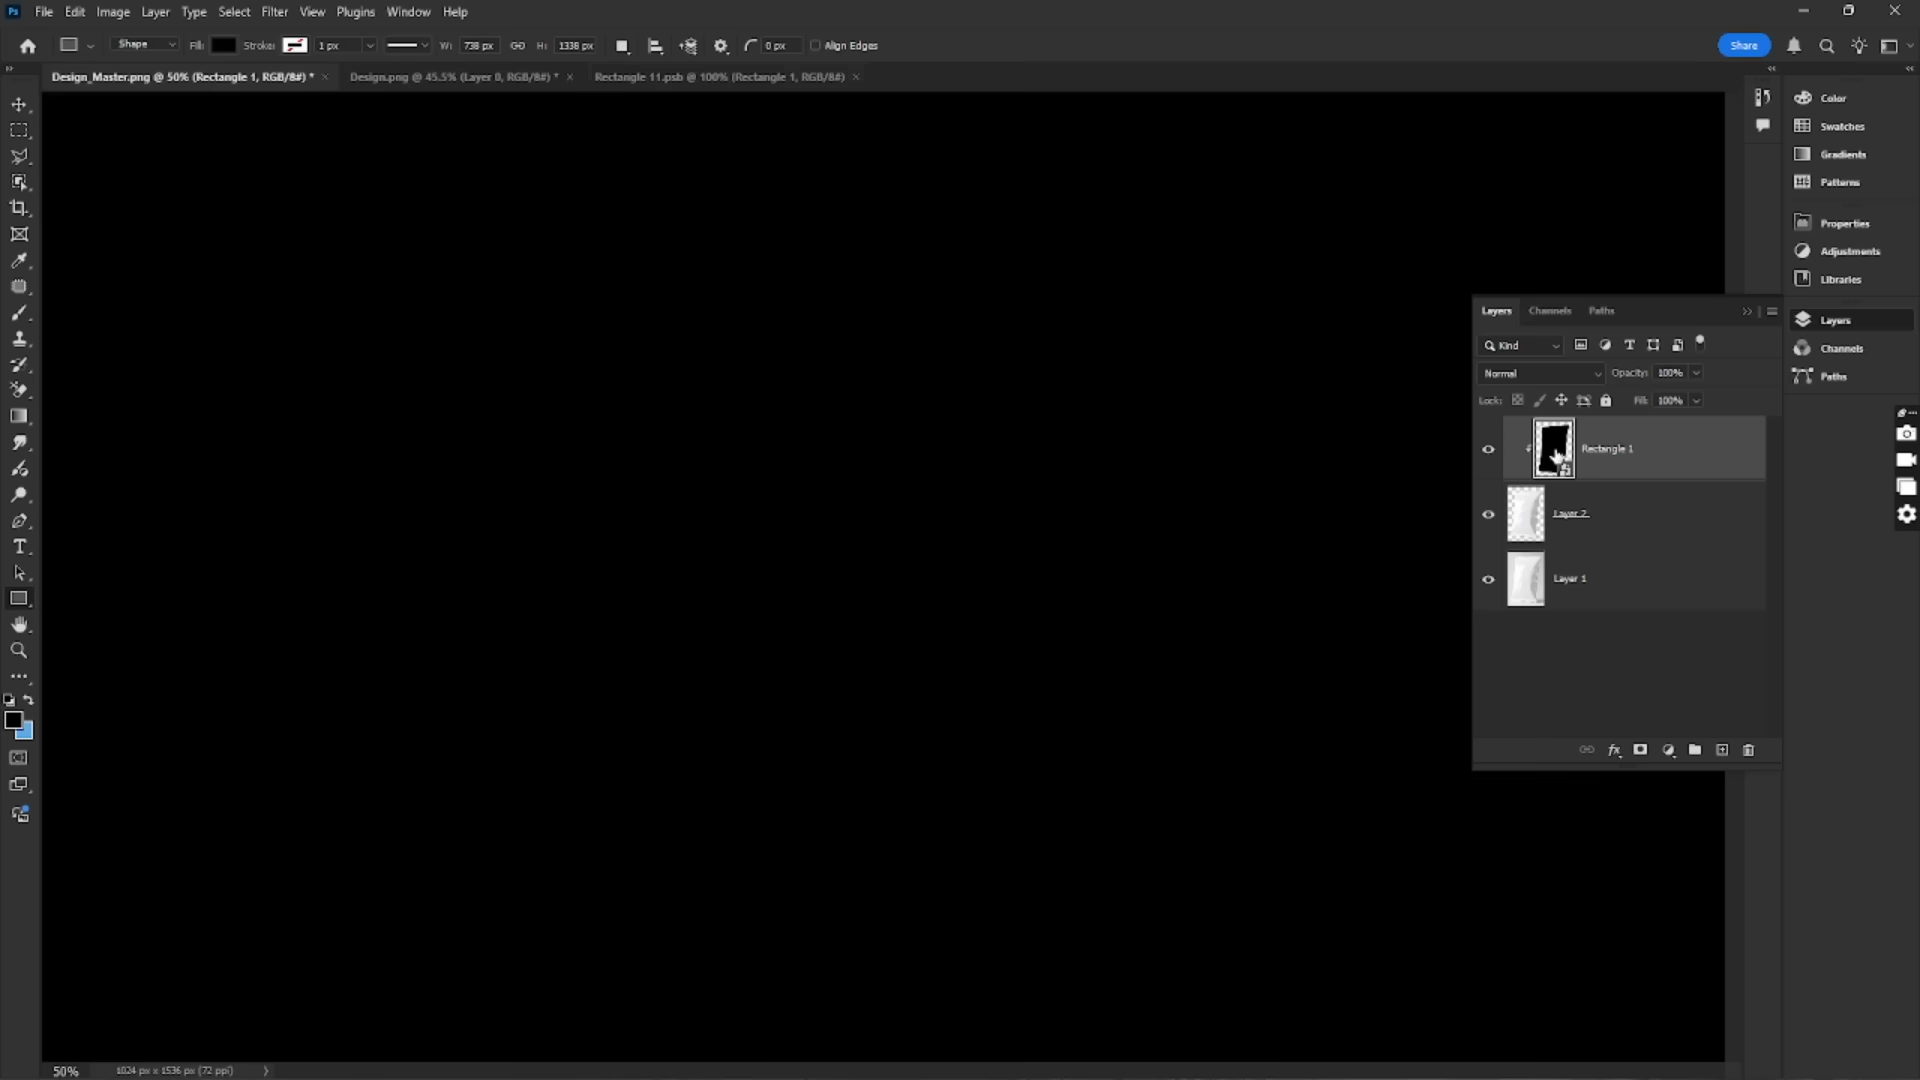 Ps File Edit Image Layer Type Select Filter View Plugins Window Help
Shape Fill: Stroke: 1 px W: 738 px H: 1338 px 0 px Align Edges Share
Design_Master.png @ 50% (Rectangle 1, RGB/8#) * Design.png @ 45.5% (Layer 0, RGB/8#) * Rectangle 11.psb @ 100% (Rectangle 1, RGB/8#)
Color
Swatches
Gradients
Patterns
Properties
Adjustments
Libraries
Layers
Channels
Paths
Layers Channels Paths
Kind
Normal Opacity: 100%
Lock: Fill: 100%
Rectangle 1
Layer 2
Layer 1
fx
50% 1024 px x 1536 px (72 ppi)